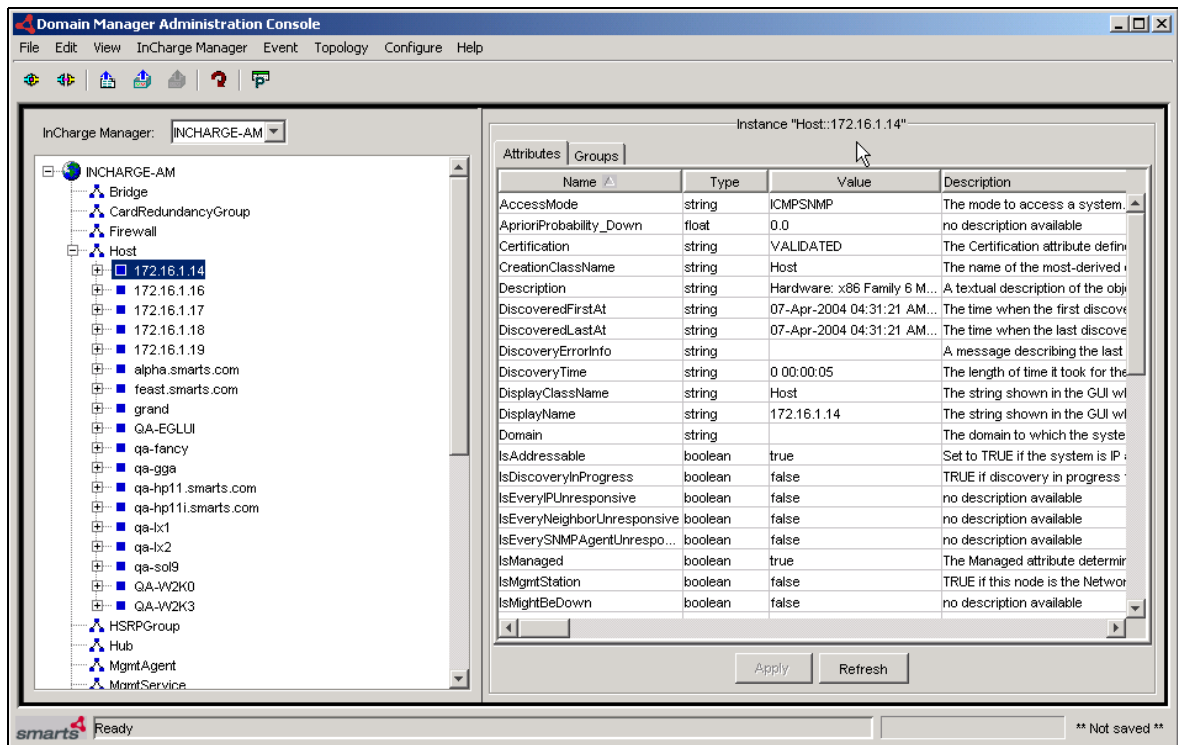 Domain Manager Administration Console
File Edit View InCharge Manager Event Topology Configure Help
InCharge Manager: INCHARGE-AM
INCHARGE-AM
Bridge
CardRedundancyGroup
Firewall
Host
172.16.1.14
172.16.1.16
172.16.1.17
172.16.1.18
172.16.1.19
alpha.smarts.com
feast.smarts.com
grand
QA-EGLUI
qa-fancy
qa-gga
qa-hp11.smarts.com
qa-hp11i.smarts.com
qa-lx1
qa-lx2
qa-sol9
QA-W2K0
QA-W2K3
HSRPGroup
Hub
MgmtAgent
MgmtService
Instance "Host::172.16.1.14"
Attributes Groups
Name Type Value Description
AccessMode string ICMPSNMP The mode to access a system.
AprioriProbability_Down float 0.0 no description available
Certification string VALIDATED The Certification attribute defin
CreationClassName string Host The name of the most-derived
Description string Hardware: x86 Family 6 M... A textual description of the obj
DiscoveredFirstAt string 07-Apr-2004 04:31:21 AM... The time when the first discove
DiscoveredLastAt string 07-Apr-2004 04:31:21 AM... The time when the last discove
DiscoveryErrorInfo string A message describing the last
DiscoveryTime string 0 00:00:05 The length of time it took for the
DisplayClassName string Host The string shown in the GUI wh
DisplayName string 172.16.1.14 The string shown in the GUI wh
Domain string The domain to which the syste
IsAddressable boolean true Set to TRUE if the system is IP
IsDiscoveryInProgress boolean false TRUE if discovery in progress
IsEveryIPUnresponsive boolean false no description available
IsEveryNeighborUnresponsive boolean false no description available
IsEverySNMPAgentUnrespo... boolean false no description available
IsManaged boolean true The Managed attribute determin
IsMgmtStation boolean false TRUE if this node is the Networ
IsMightBeDown boolean false no description available
Apply Refresh
smarts Ready ** Not saved **